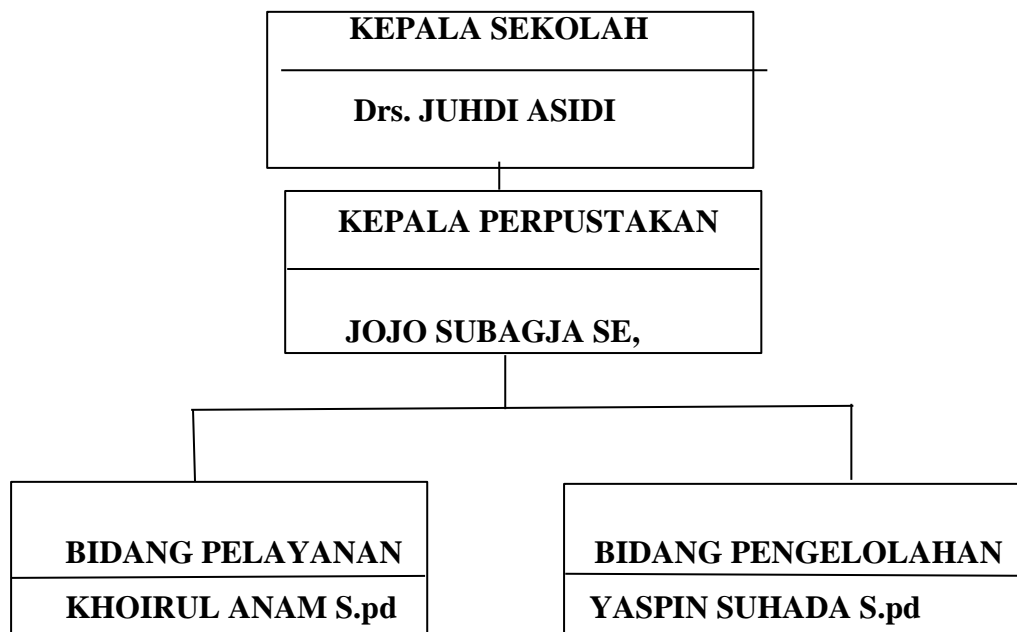 KEPALA SEKOLAH
Drs. JUHDI ASIDI
KEPALA PERPUSTAKAN
JOJO SUBAGJA SE,
BIDANG PELAYANAN
KHOIRUL ANAM S.pd
BIDANG PENGELOLAHAN
YASPIN SUHADA S.pd